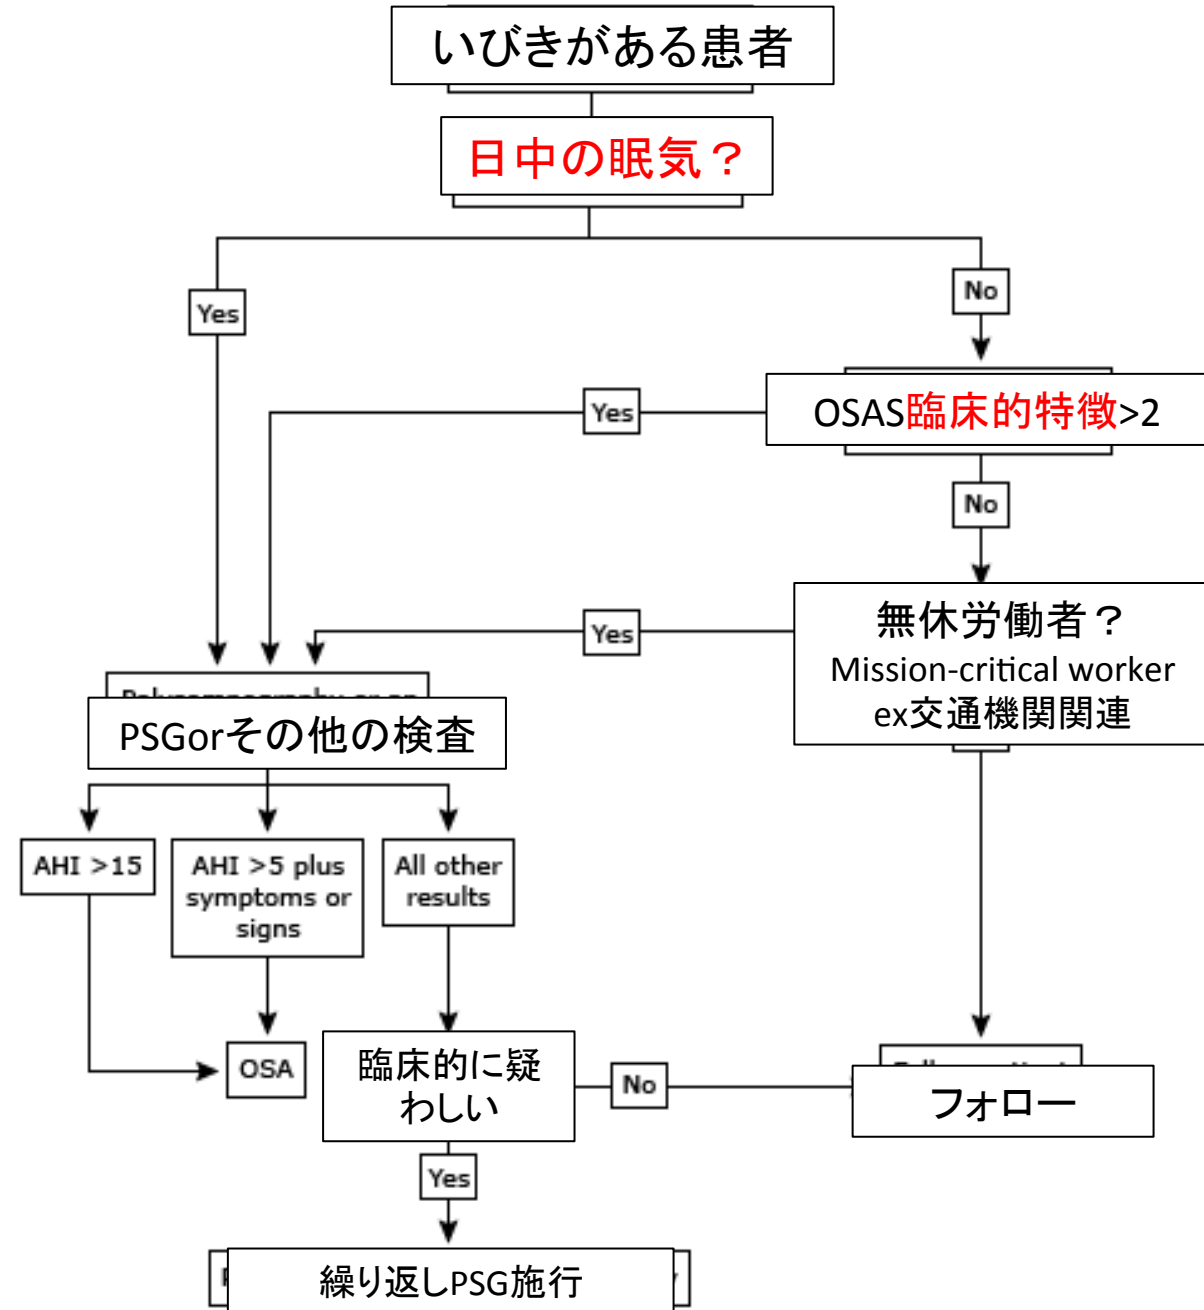 いびきがある患者
日中の眠気？
Yes
No
Yes
OSAS臨床的特徴>2
No
Yes
無休労働者？
Mission-critical worker
ex交通機関関連
PSGorその他の検査
AHI >15
AHI >5 plus
symptoms or
signs
All other
results
OSA
臨床的に疑
わしい
No
フォロー
Yes
繰り返しPSG施行